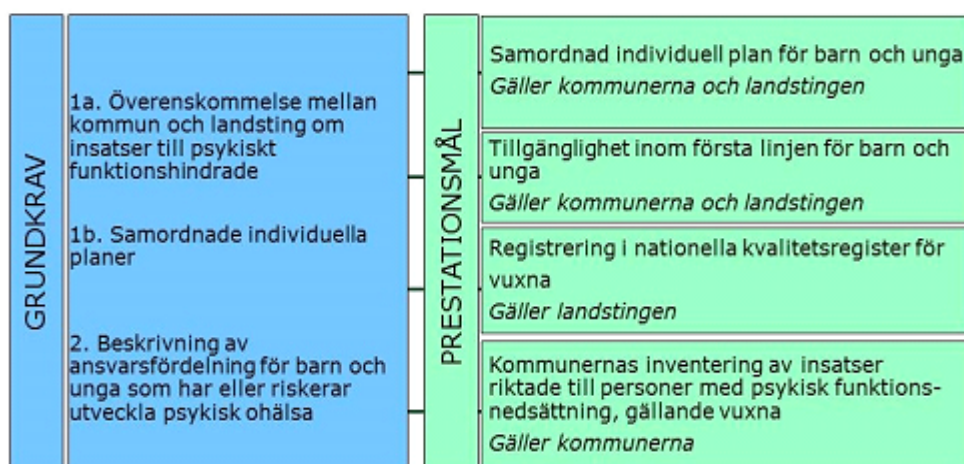 GRUNDKRAV
1a. Överenskommelse mellan
kommun och landsting om
insatser till psykiskt
funktionshindrade
1b. Samordnade individuella
planer
2. Beskrivning av
ansvarsfördelning för barn och
unga som har eller riskerar
utveckla psykisk ohälsa
PRESTATIONSMÅL
Samordnad individuell plan för barn och unga
Gäller kommunerna och landstingen
Tillgänglighet inom första linjen för barn och
unga
Gäller kommunerna och landstingen
Registrering i nationella kvalitetsregister för
vuxna
Gäller landstingen
Kommunernas inventering av insatser
riktade till personer med psykisk funktions-
nedsättning, gällande vuxna
Gäller kommunerna